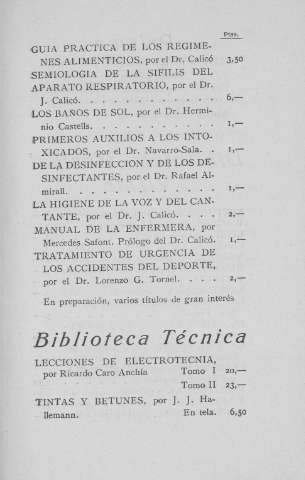 Ptas.
GUIA PRACTICA DE LOS REGIME-
NES ALIMENTICIOS, por el Dr. Calicó 3,50
SEMIOLOGIA DE LA SIFILIS DEL
APARATO RESPIRATORIO, por el Dr.
J. Calicó. . . . . . . . . . . 6,—
LOS BAÑOS DE SOL, por el Dr. Hermi-
nio Castells. . . . . . . . . . 1,—
PRIMEROS AUXILIOS A LOS INTO-
XICADOS, por el Dr. Navarro-Sala. . 1,—
DE LA DESINFECCION Y DE LOS DE-
SINFECTANTES, por el Dr. Rafael Al-
mirall. . . . . . . . . . . . 1,—
LA HIGIENE DE LA VOZ Y DEL CAN-
TANTE, por el Dr. J. Calicó. . . . 2,—
MANUAL DE LA ENFERMERA, por
Mercedes Safont. Prólogo del Dr. Calicó. 1,—
TRATAMIENTO DE URGENCIA DE
LOS ACCIDENTES DEL DEPORTE,
por el Dr. Lorenzo G. Tornel. . . . 2,—
En preparación, varios títulos de gran interés
Biblioteca Técnica
LECCIONES DE ELECTROTECNIA,
por Ricardo Caro Anchía Tomo I 20,—
Tomo II 23,—
TINTAS Y BETUNES, por J. J. Ha-
llemann. En tela. 6,50